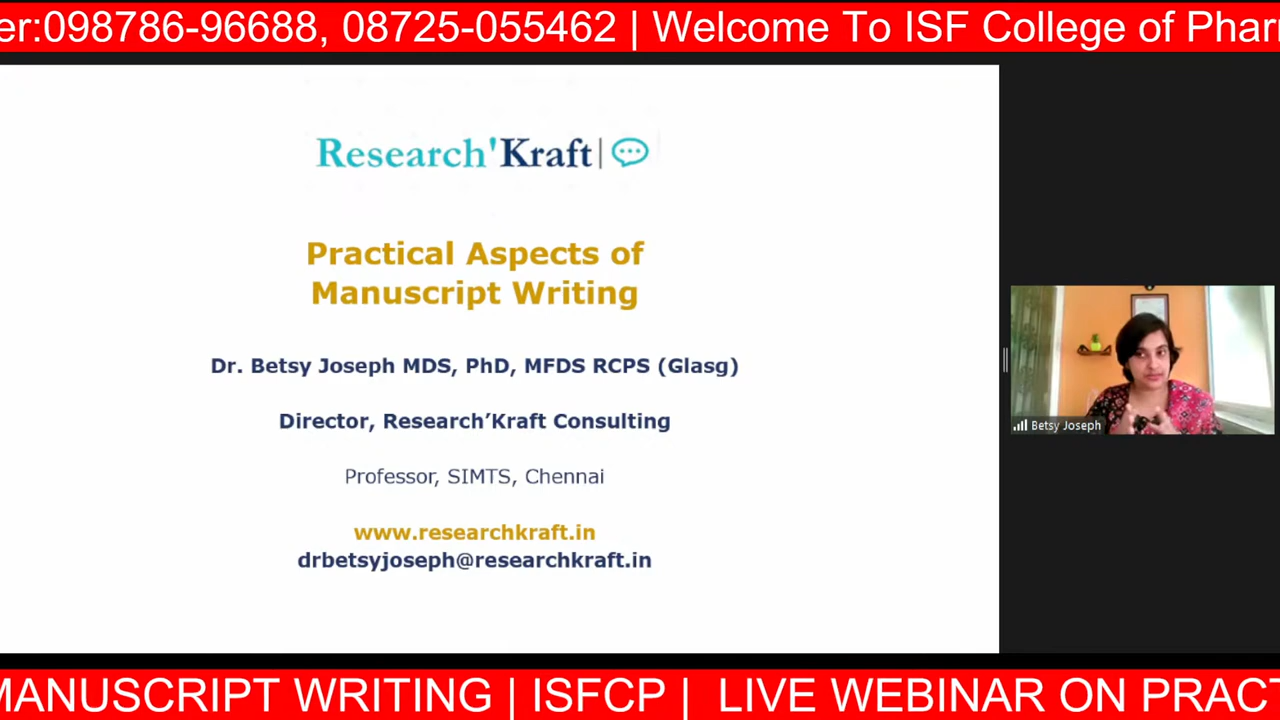 er:098786-96688, 08725-055462 | Welcome To ISF College of Phar
Research'Kraft|
Practical Aspects of
Manuscript Writing
Dr. Betsy Joseph MDS, PhD, MFDS RCPS (Glasg)
Director, Research’Kraft Consulting
Professor, SIMTS, Chennai
www.researchkraft.in
drbetsyjoseph@researchkraft.in
Betsy Joseph
MANUSCRIPT WRITING | ISFCP | LIVE WEBINAR ON PRACT